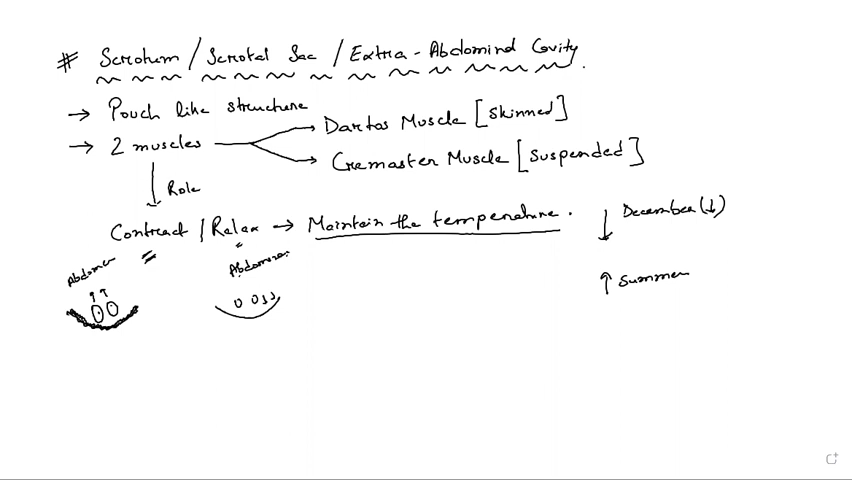 # Scrotum / Scrotal Sac / Extra - Abdominal Cavity
→ Pouch like structure
→ 2 muscles
Dartos Muscle [Skinned]
Cremaster Muscle [Suspended]
Role
Contract / Relax → Maintain the temperature.
↓ December (↓)
Abdomen
Abdomen
↑ Summer